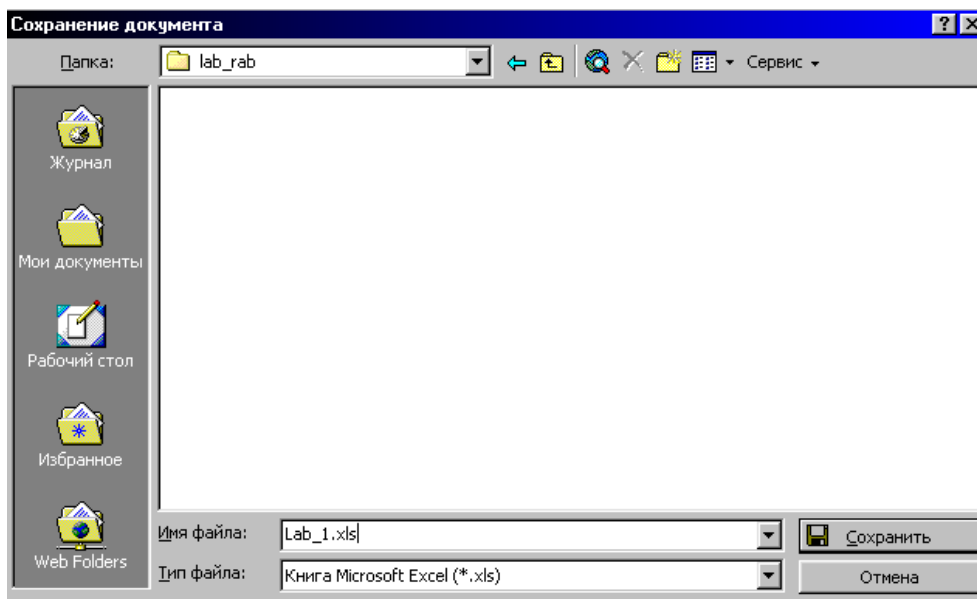 Сохранение документа
Папка: lab_rab Сервис
Журнал
Мои документы
Рабочий стол
Избранное
Web Folders
Имя файла: Lab_1.xls Сохранить
Тип файла: Книга Microsoft Excel (*.xls) Отмена